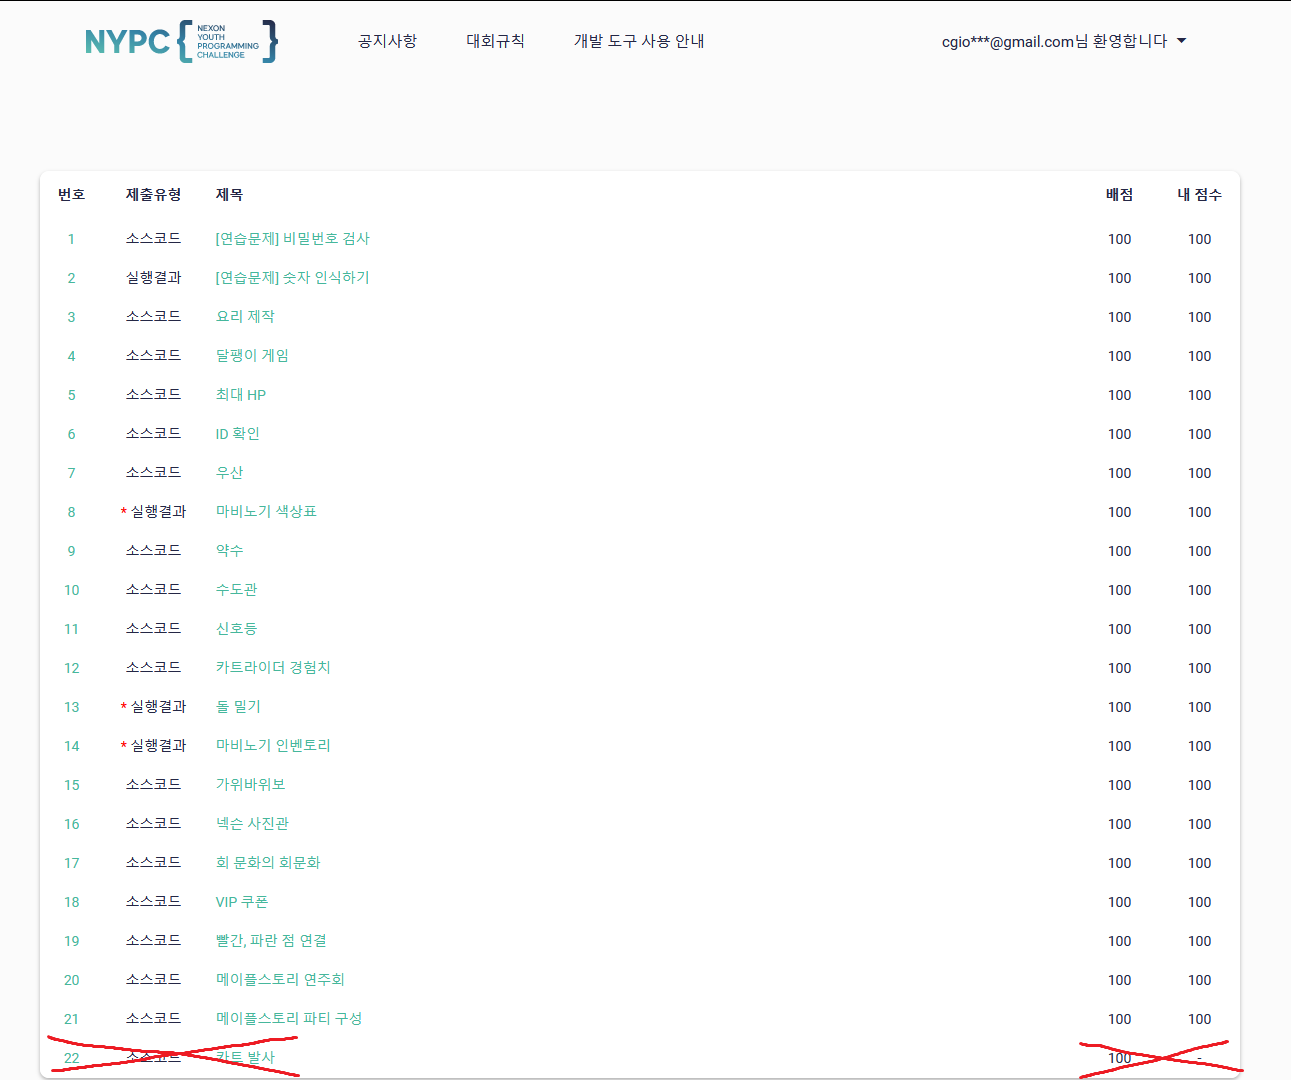 NYPC { NEXON YOUTH PROGRAMMING CHALLENGE }
공지사항 대회규칙 개발 도구 사용 안내 cgio***@gmail.com님 환영합니다
번호 제출유형 제목 배점 내 점수
1 소스코드 [연습문제] 비밀번호 검사 100 100
2 실행결과 [연습문제] 숫자 인식하기 100 100
3 소스코드 요리 제작 100 100
4 소스코드 달팽이 게임 100 100
5 소스코드 최대 HP 100 100
6 소스코드 ID 확인 100 100
7 소스코드 우산 100 100
8 * 실행결과 마비노기 색상표 100 100
9 소스코드 약수 100 100
10 소스코드 수도관 100 100
11 소스코드 신호등 100 100
12 소스코드 카트라이더 경험치 100 100
13 * 실행결과 돌 밀기 100 100
14 * 실행결과 마비노기 인벤토리 100 100
15 소스코드 가위바위보 100 100
16 소스코드 넥슨 사진관 100 100
17 소스코드 회 문화의 회문화 100 100
18 소스코드 VIP 쿠폰 100 100
19 소스코드 빨간, 파란 점 연결 100 100
20 소스코드 메이플스토리 연주회 100 100
21 소스코드 메이플스토리 파티 구성 100 100
22 소스코드 카트 발사 100 -